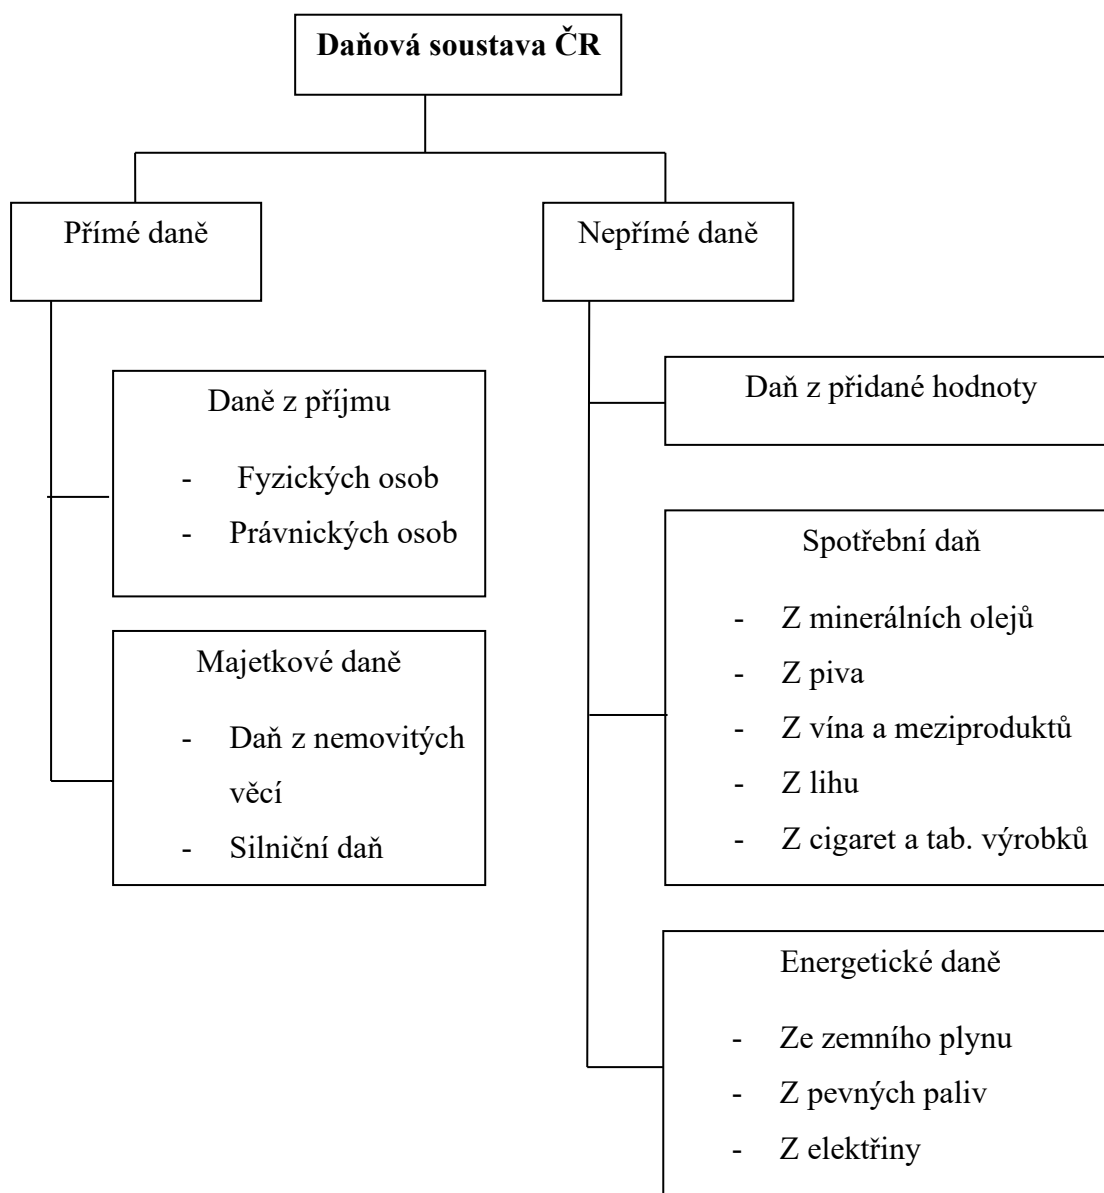 Daňová soustava ČR
Přímé daně
Nepřímé daně
Daně z příjmu
- Fyzických osob
- Právnických osob
Majetkové daně
- Daň z nemovitých
věcí
- Silniční daň
Daň z přidané hodnoty
Spotřební daň
- Z minerálních olejů
- Z piva
- Z vína a meziproduktů
- Z lihu
- Z cigaret a tab. výrobků
Energetické daně
- Ze zemního plynu
- Z pevných paliv
- Z elektřiny